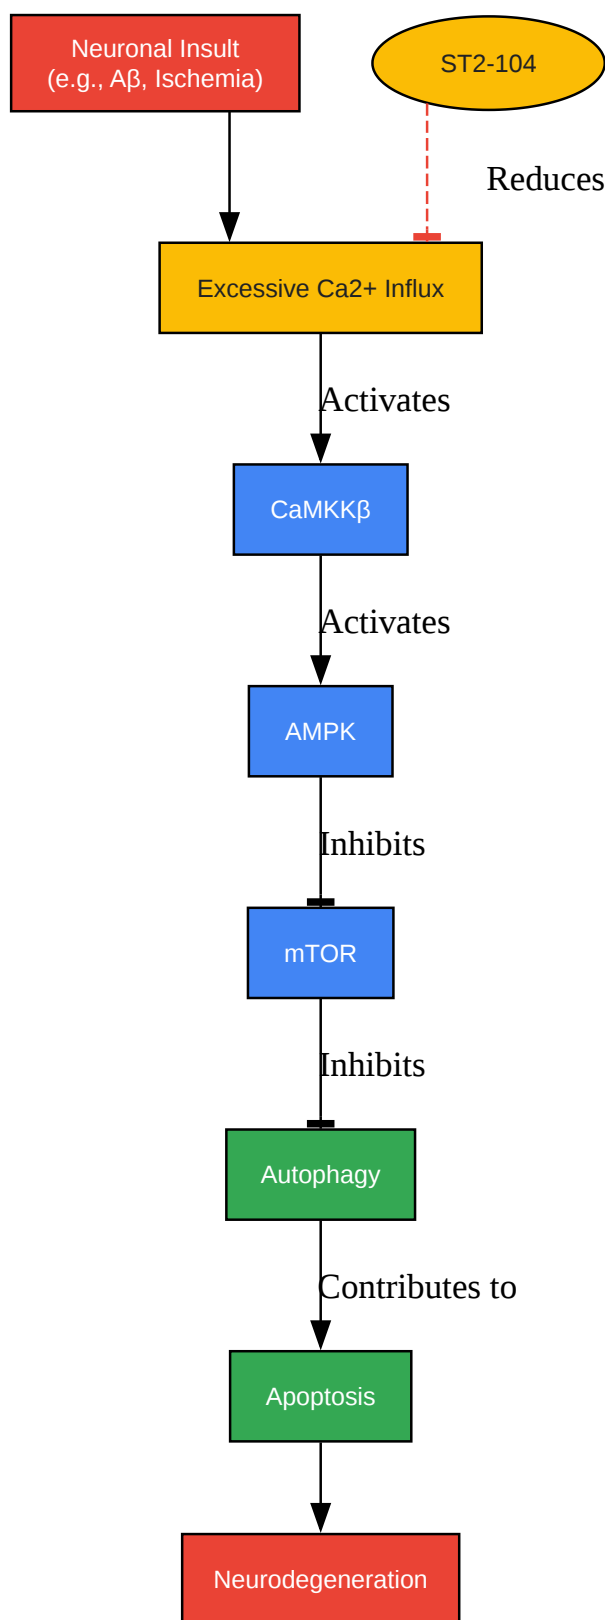 Neuronal Insult
(e.g., Aβ, Ischemia)
ST2-104
Reduces
Excessive Ca2+ Influx
Activates
CaMKKβ
Activates
AMPK
Inhibits
mTOR
Inhibits
Autophagy
Contributes to
Apoptosis
Neurodegeneration